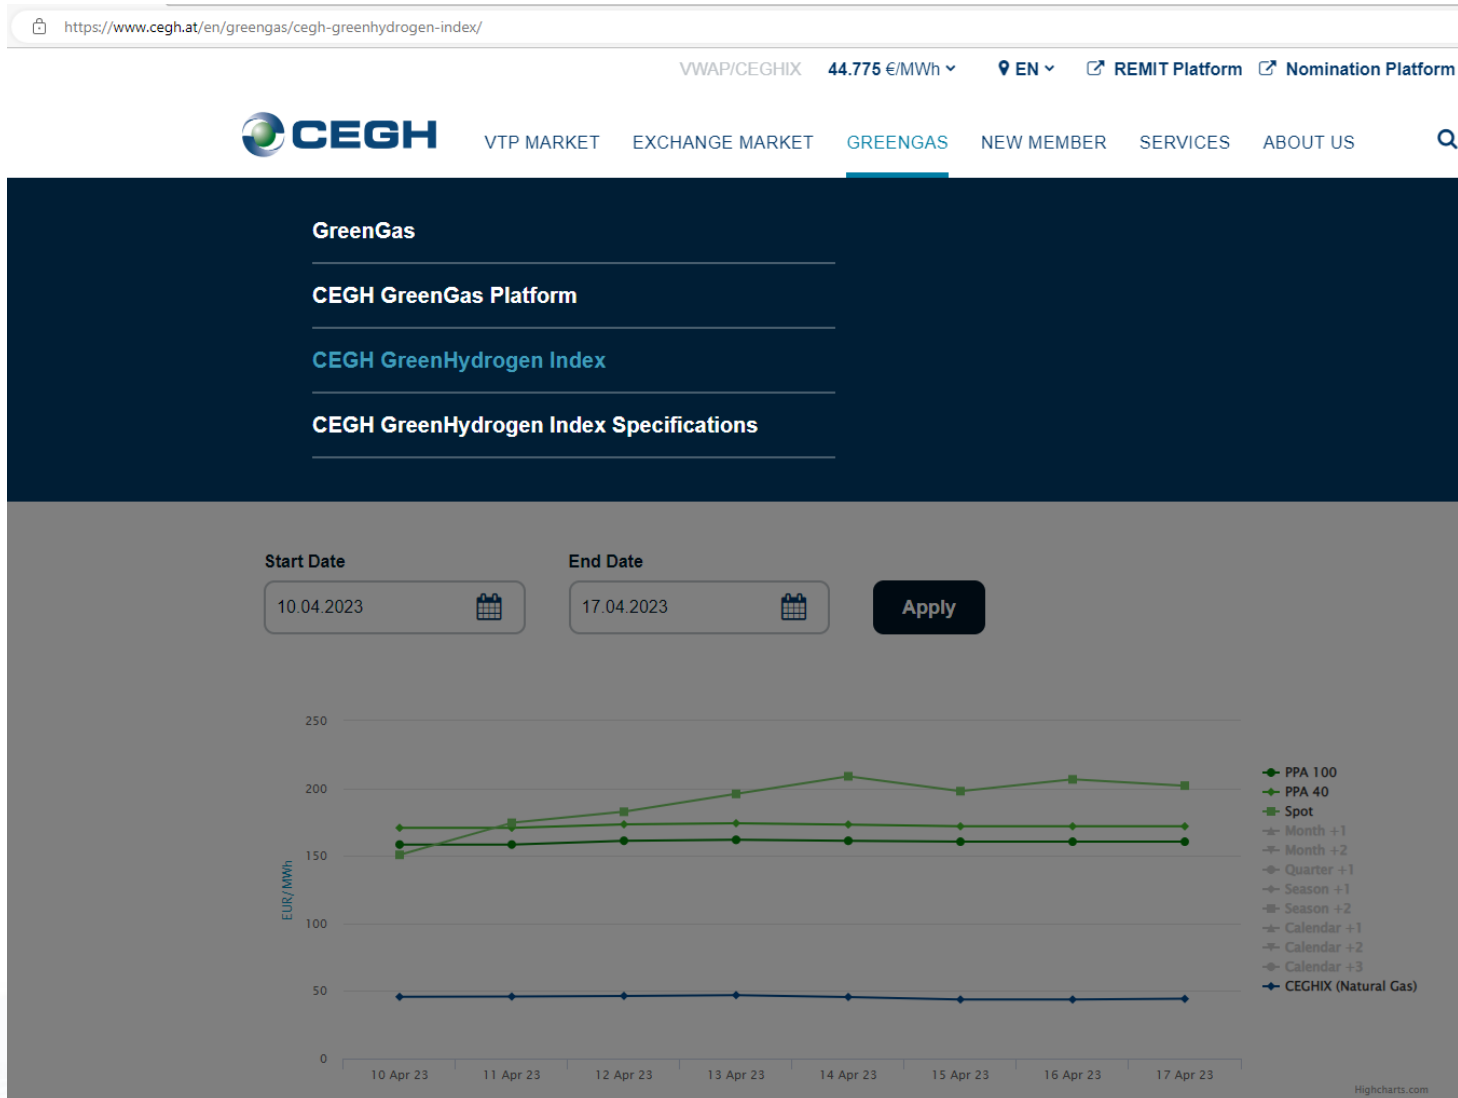 https://www.cegh.at/en/greengas/cegh-greenhydrogen-index/
VWAP/CEGHIX 44.775 €/MWh EN REMIT Platform Nomination Platform
CEGH VTP MARKET EXCHANGE MARKET GREENGAS NEW MEMBER SERVICES ABOUT US
GreenGas
CEGH GreenGas Platform
CEGH GreenHydrogen Index
CEGH GreenHydrogen Index Specifications
Start Date End Date
10.04.2023 17.04.2023 Apply
250
200
150
100
50
0
EUR/MWh
10 Apr 23 11 Apr 23 12 Apr 23 13 Apr 23 14 Apr 23 15 Apr 23 16 Apr 23 17 Apr 23
PPA 100
PPA 40
Spot
Month +1
Month +2
Quarter +1
Season +1
Season +2
Calendar +1
Calendar +2
Calendar +3
CEGHIX (Natural Gas)
Highcharts.com